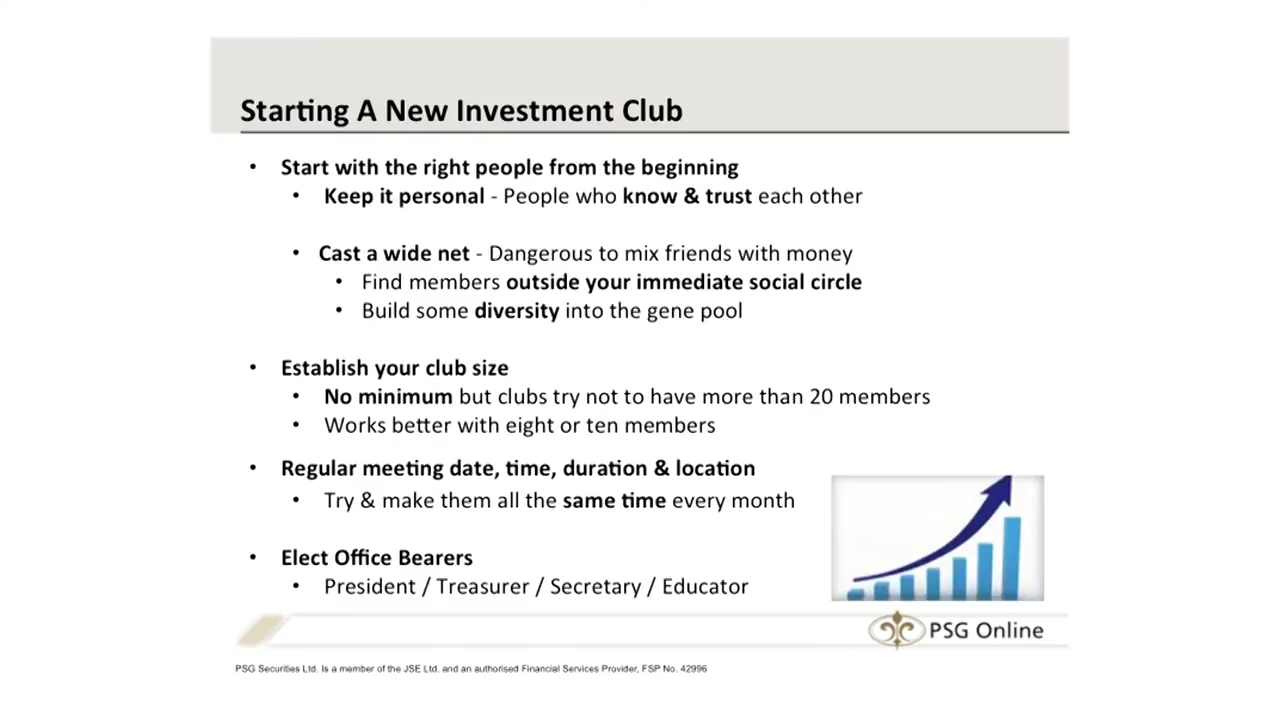 Starting A New Investment Club
• Start with the right people from the beginning
• Keep it personal - People who know & trust each other
• Cast a wide net - Dangerous to mix friends with money
• Find members outside your immediate social circle
• Build some diversity into the gene pool
• Establish your club size
• No minimum but clubs try not to have more than 20 members
• Works better with eight or ten members
• Regular meeting date, time, duration & location
• Try & make them all the same time every month
• Elect Office Bearers
• President / Treasurer / Secretary / Educator
PSG Online
PSG Securities Ltd. Is a member of the JSE Ltd. and an authorised Financial Services Provider, FSP No. 42996